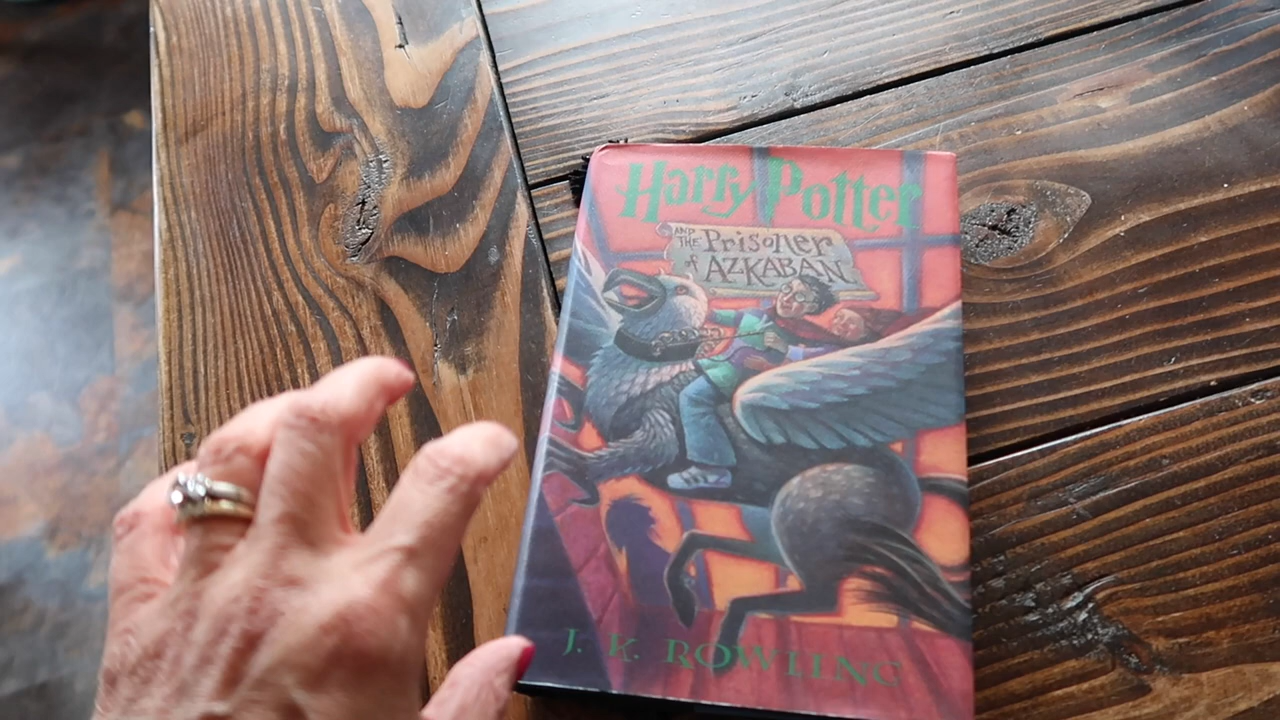 Harry Potter
AND THE Prisoner
of AZKABAN
J. K. ROWLING